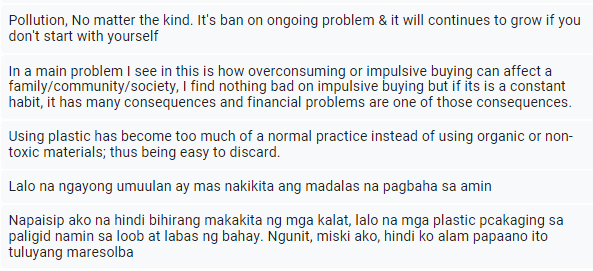 Pollution, No matter the kind. It's ban on ongoing problem & it will continues to grow if you
don't start with yourself
In a main problem I see in this is how overconsuming or impulsive buying can affect a
family/community/society, I find nothing bad on impulsive buying but if its is a constant
habit, it has many consequences and financial problems are one of those consequences.
Using plastic has become too much of a normal practice instead of using organic or non-
toxic materials; thus being easy to discard.
Lalo na ngayong umuulan ay mas nakikita ang madalas na pagbaha sa amin
Napaisip ako na hindi bihirang makakita ng mga kalat, lalo na mga plastic pcakaging sa
paligid namin sa loob at labas ng bahay. Ngunit, miski ako, hindi ko alam papaano ito
tuluyang maresolba